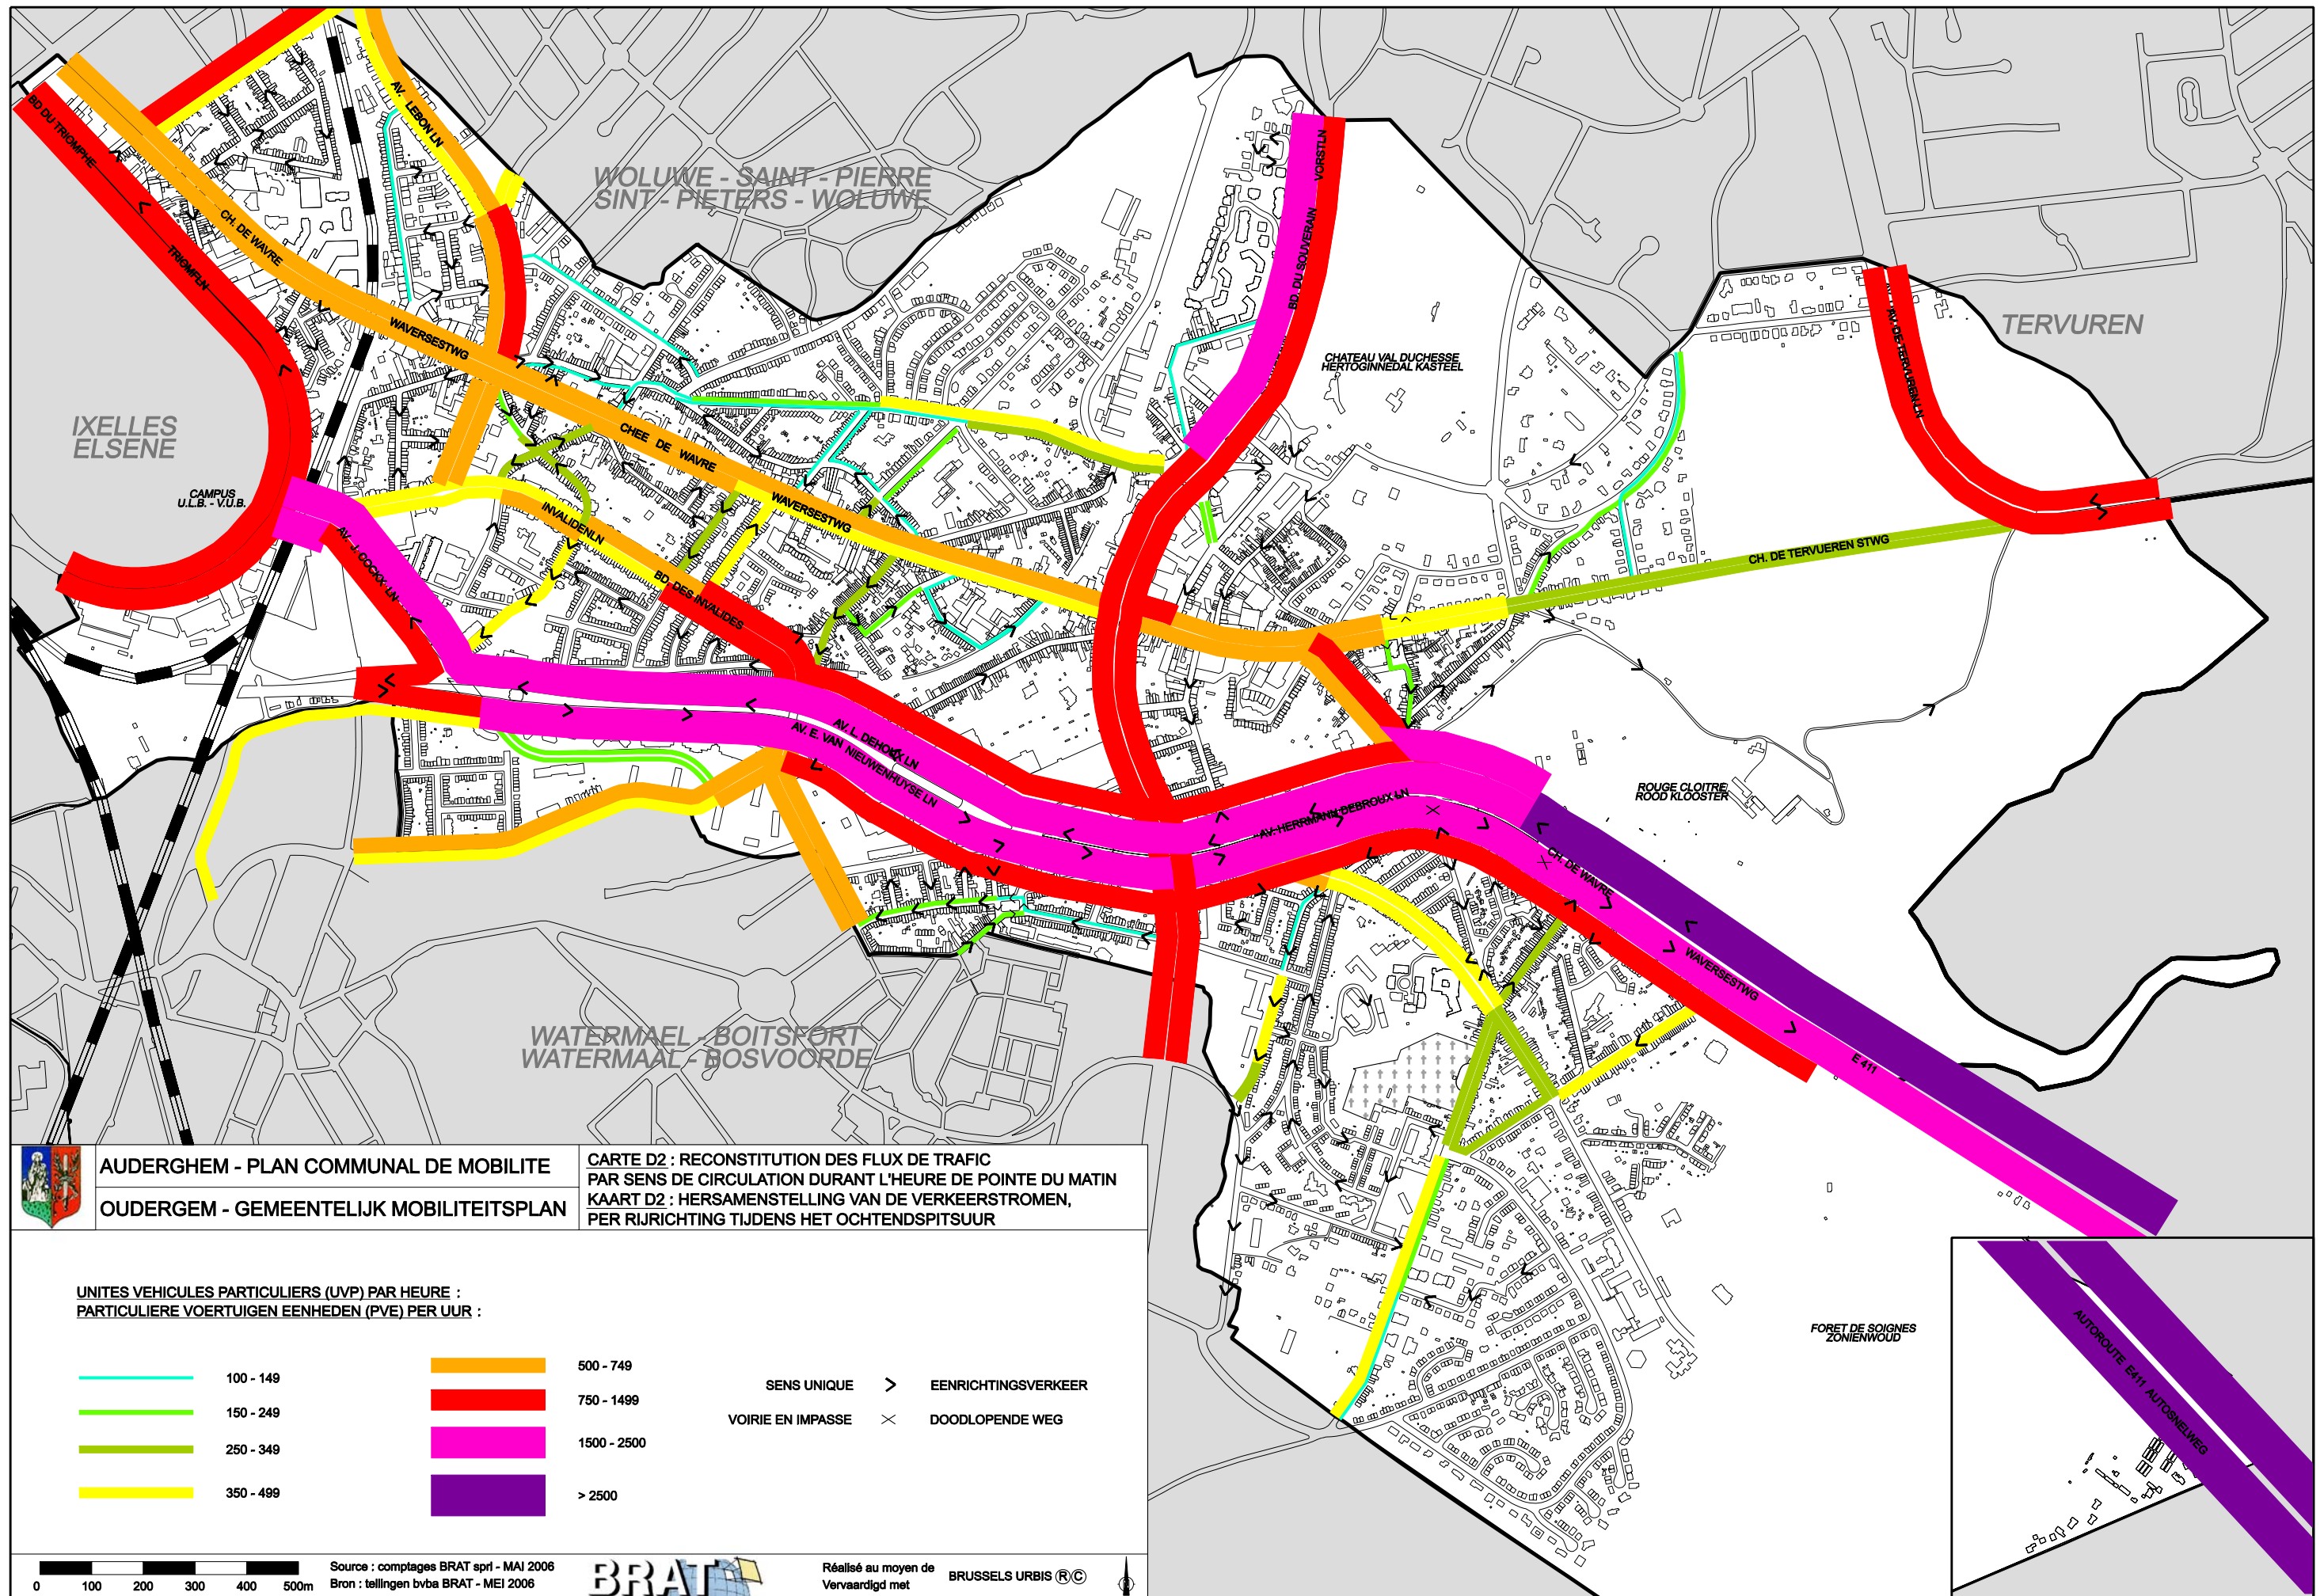 BD DU TRIOMPHE
TRIOMFLN
CH. DE WAVRE
WAVERSESTWG
AV. LEBON LN
WOLUWE - SAINT - PIERRE
SINT - PIETERS - WOLUWE
BD. DU SOUVERAIN
VORSTLN
CHATEAU VAL DUCHESSE
HERTOGINNEDAL KASTEEL
AV. DE TERVUREN LN
TERVUREN
IXELLES
ELSENE
CAMPUS
U.L.B. - V.U.B.
CHEE DE WAVRE
WAVERSESTWG
INVALIDENLN
BD. DES INVALIDES
AV. J. COCKX LN
CH. DE TERVUEREN STWG
AV. L. DEHOUX LN
AV. E. VAN NIEUWENHUYSE LN
AV. HERRMANN DEBROUX LN
ROUGE CLOITRE
ROOD KLOOSTER
CH. DE WAVRE
WAVERSESTWG
E 411
WATERMAEL - BOITSFORT
WATERMAAL - BOSVOORDE
FORET DE SOIGNES
ZONIENWOUD
AUTOROUTE E411 AUTOSNELWEG
AUDERGHEM - PLAN COMMUNAL DE MOBILITE
OUDERGEM - GEMEENTELIJK MOBILITEITSPLAN
CARTE D2 : RECONSTITUTION DES FLUX DE TRAFIC
PAR SENS DE CIRCULATION DURANT L'HEURE DE POINTE DU MATIN
KAART D2 : HERSAMENSTELLING VAN DE VERKEERSTROMEN,
PER RIJRICHTING TIJDENS HET OCHTENDSPITSUUR
UNITES VEHICULES PARTICULIERS (UVP) PAR HEURE :
PARTICULIERE VOERTUIGEN EENHEDEN (PVE) PER UUR :
100 - 149
150 - 249
250 - 349
350 - 499
500 - 749
750 - 1499
1500 - 2500
> 2500
SENS UNIQUE > EENRICHTINGSVERKEER
VOIRIE EN IMPASSE × DOODLOPENDE WEG
0 100 200 300 400 500m
Source : comptages BRAT sprl - MAI 2006
Bron : tellingen bvba BRAT - MEI 2006
BRAT
Réalisé au moyen de
Vervaardigd met
BRUSSELS URBIS ® ©